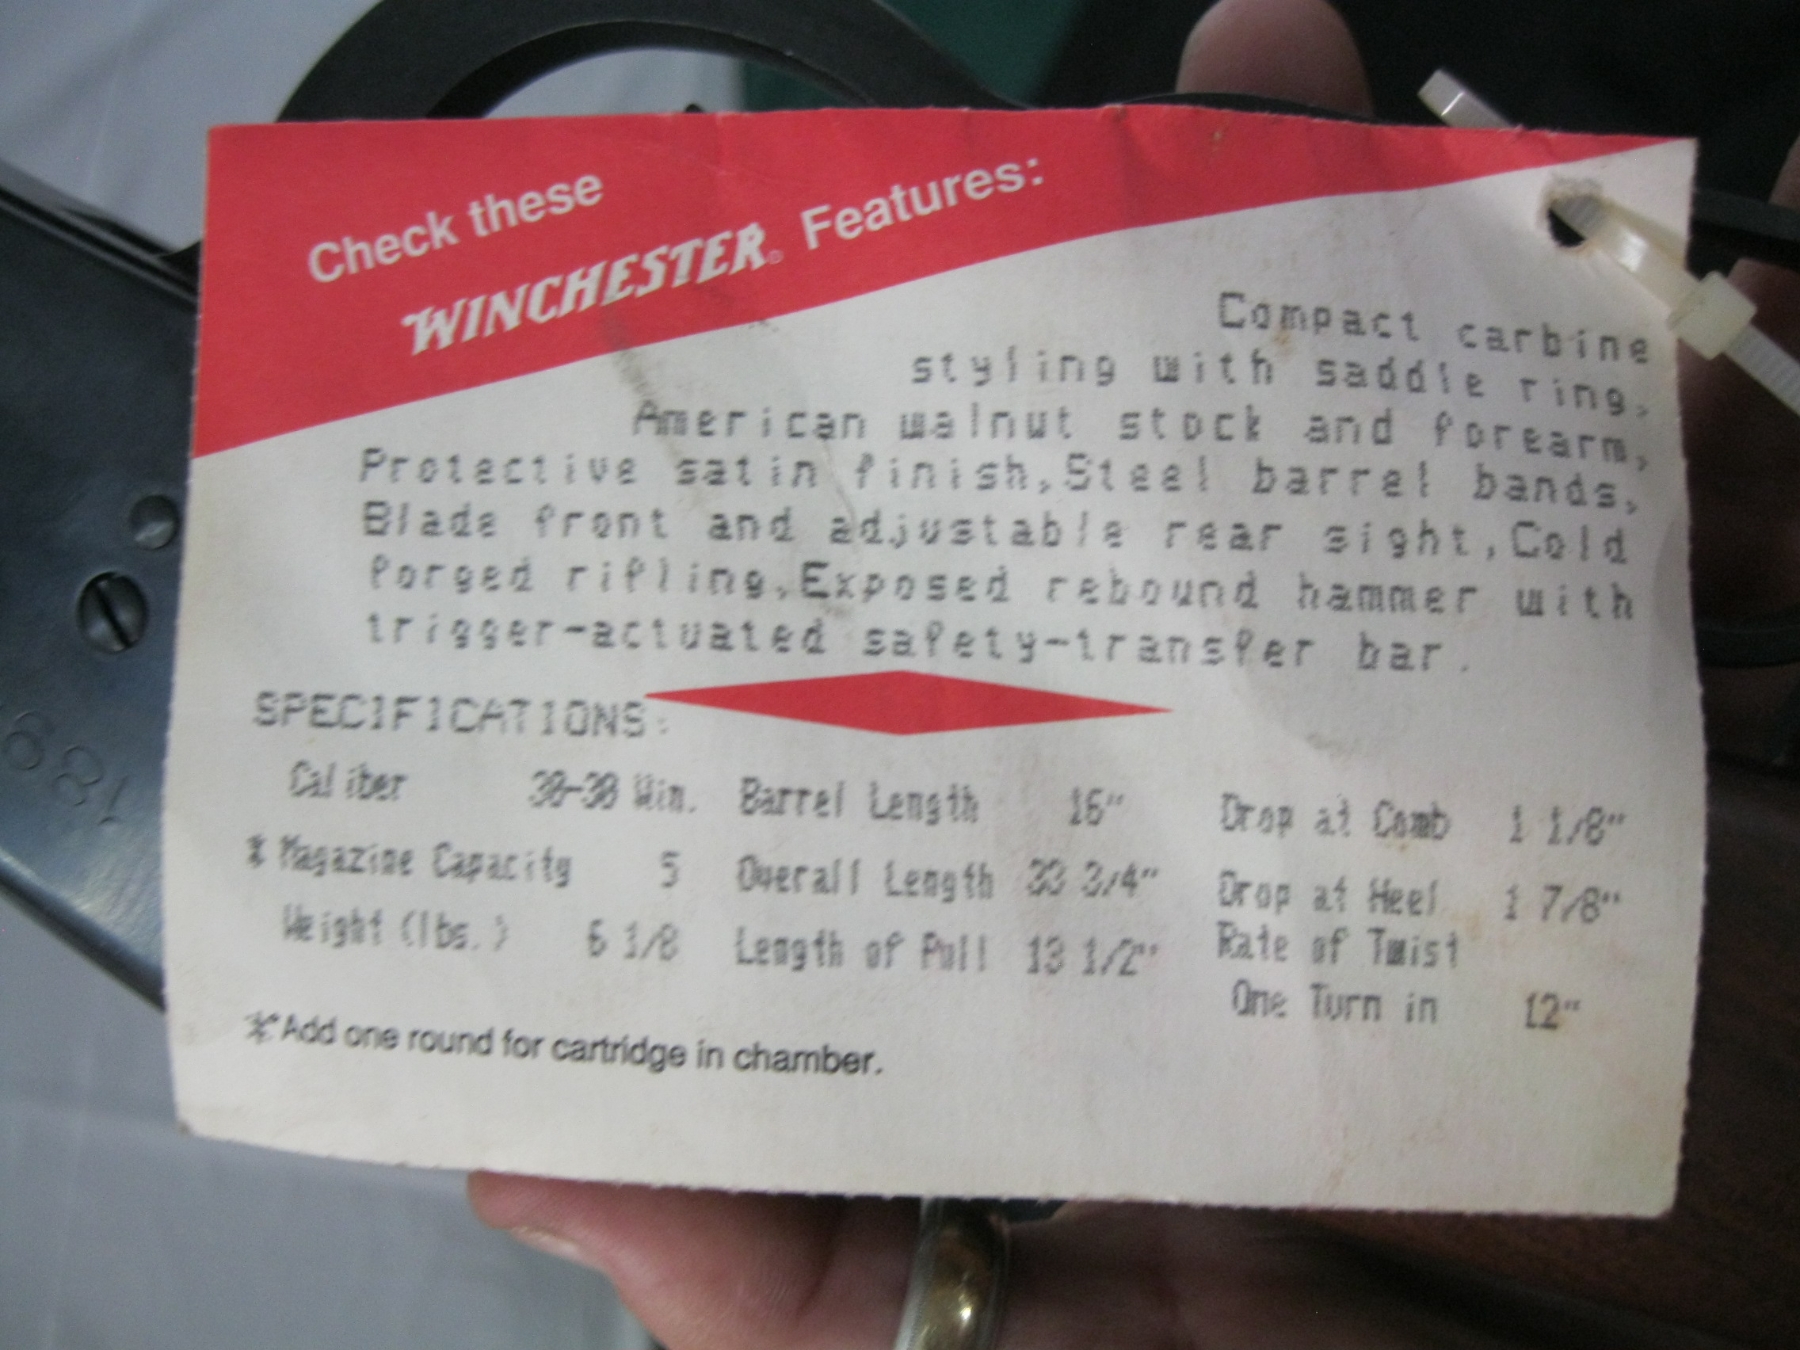 Check these
WINCHESTER® Features:
Compact carbine
styling with saddle ring,
American walnut stock and forearm,
Protective satin finish,Steel barrel bands,
Blade front and adjustable rear sight,Cold
forged rifling,Exposed rebound hammer with
trigger-actuated safety-transfer bar.
SPECIFICATIONS:
Caliber 30-30 Win. Barrel Length 16" Drop at Comb 1 1/8"
* Magazine Capacity 5 Overall Length 33 3/4" Drop at Heel 1 7/8"
Weight (lbs.) 6 1/8 Length of Pull 13 1/2" Rate of Twist
One Turn in 12"
*Add one round for cartridge in chamber.